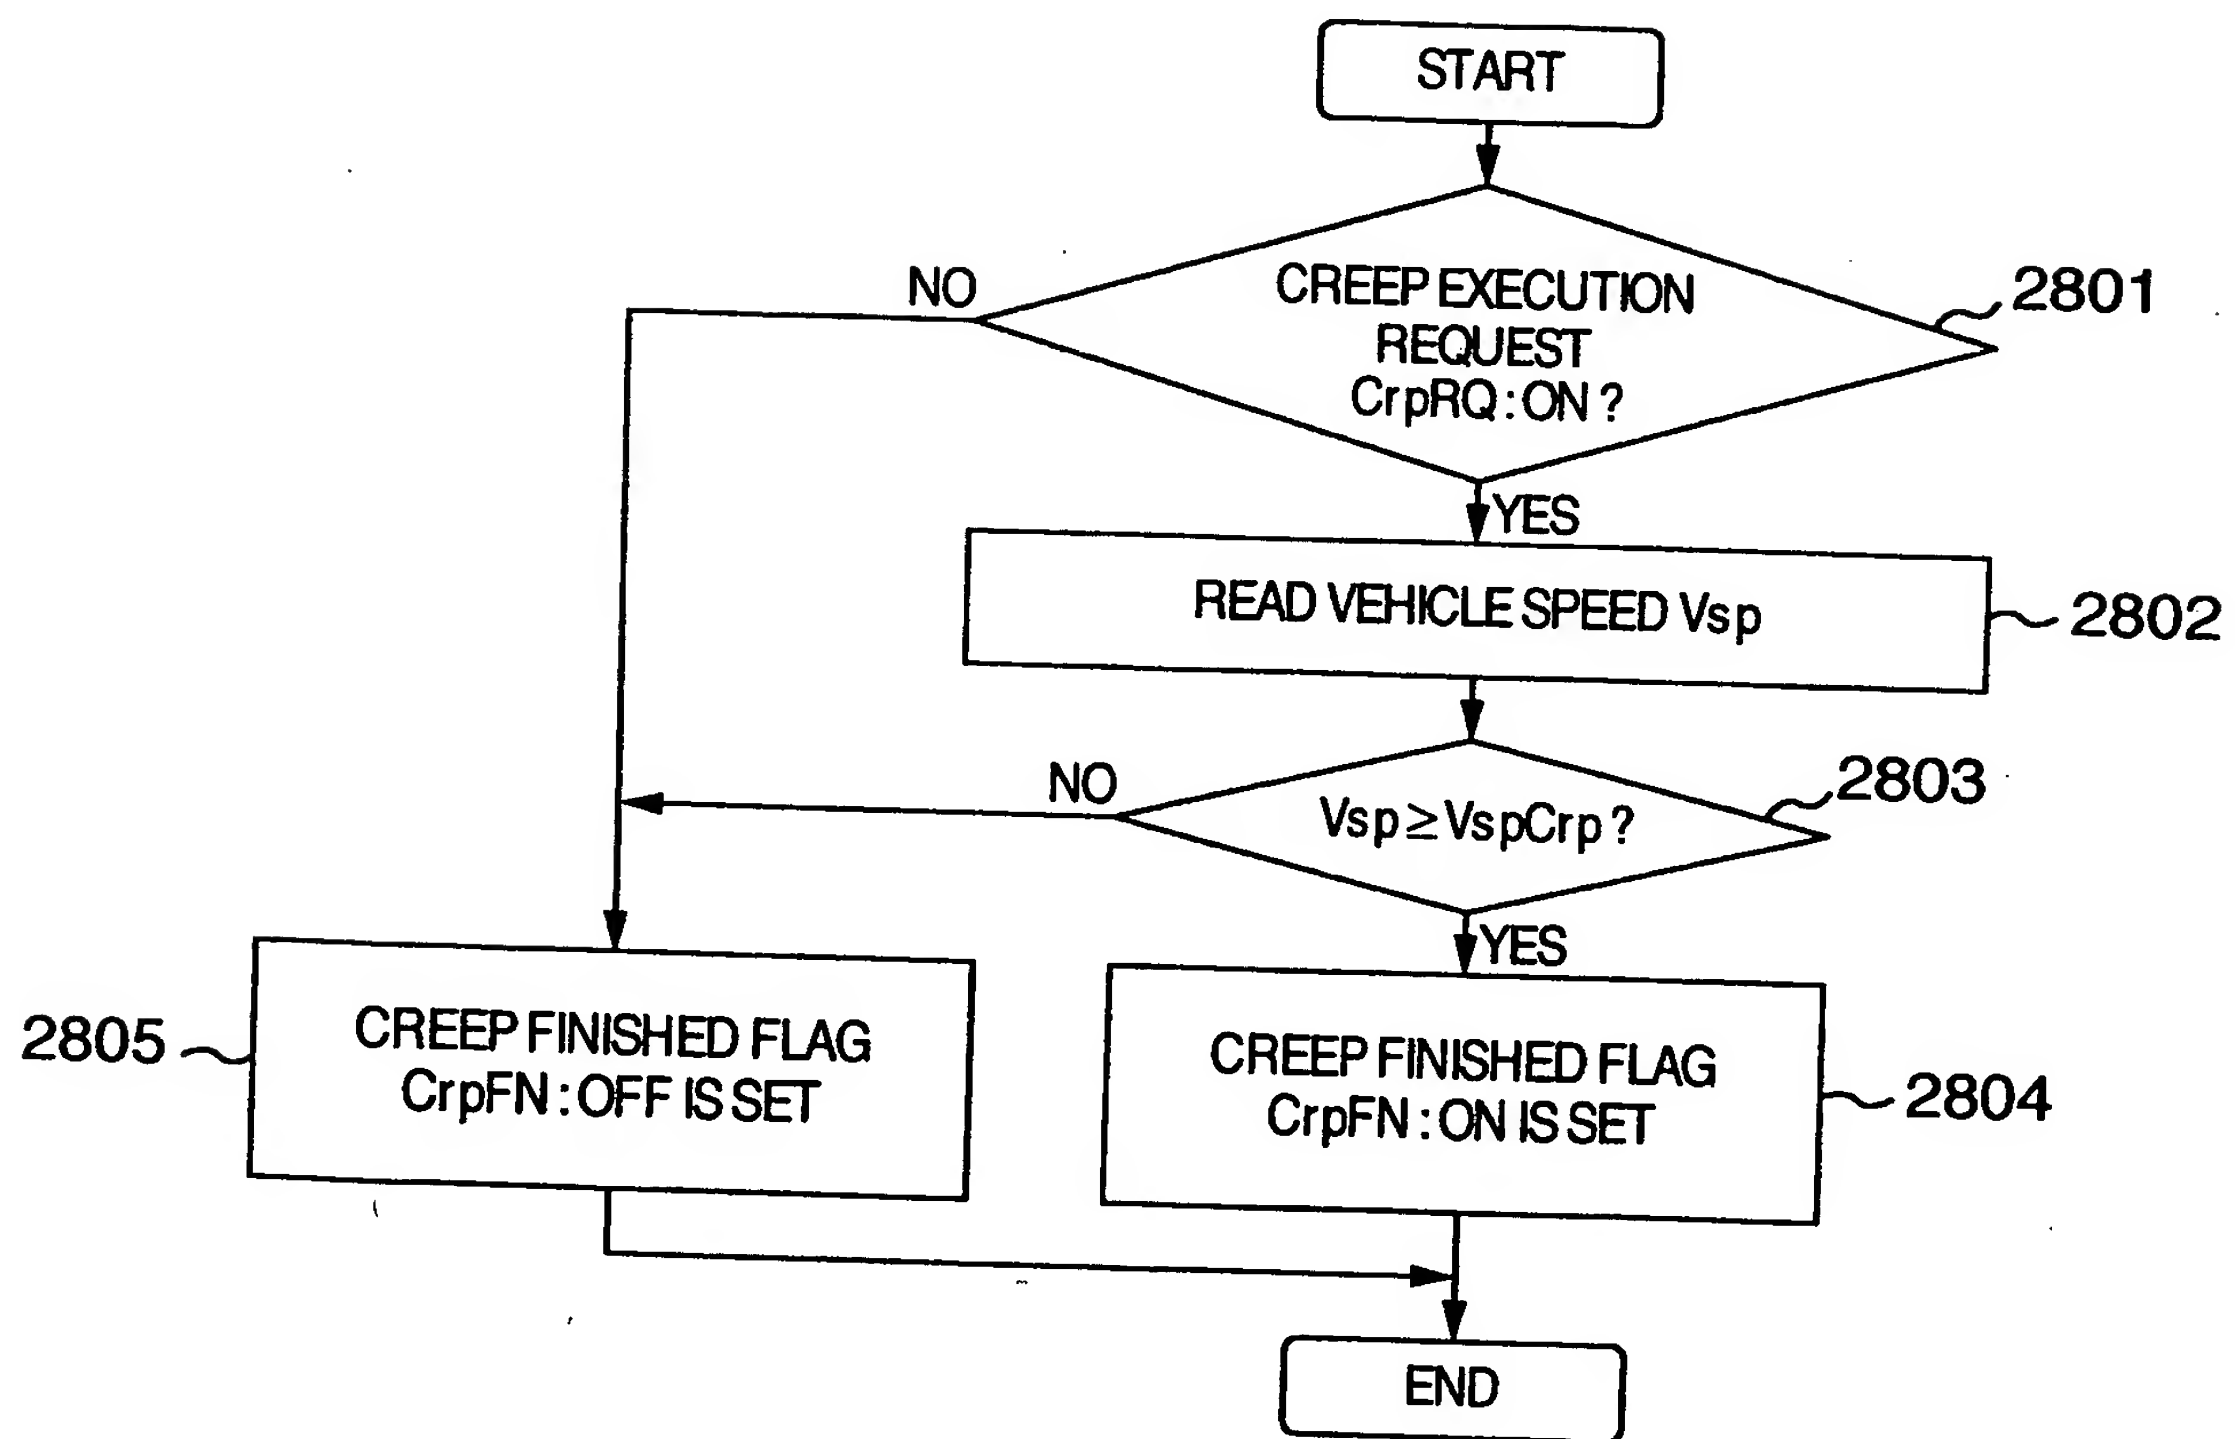 START
NO
CREEP EXECUTION
REQUEST
CrpRQ : ON ?
2801
YES
READ VEHICLE SPEED Vsp
2802
NO
Vsp ≥ VspCrp ?
2803
YES
2805
CREEP FINISHED FLAG
CrpFN : OFF IS SET
CREEP FINISHED FLAG
CrpFN : ON IS SET
2804
END